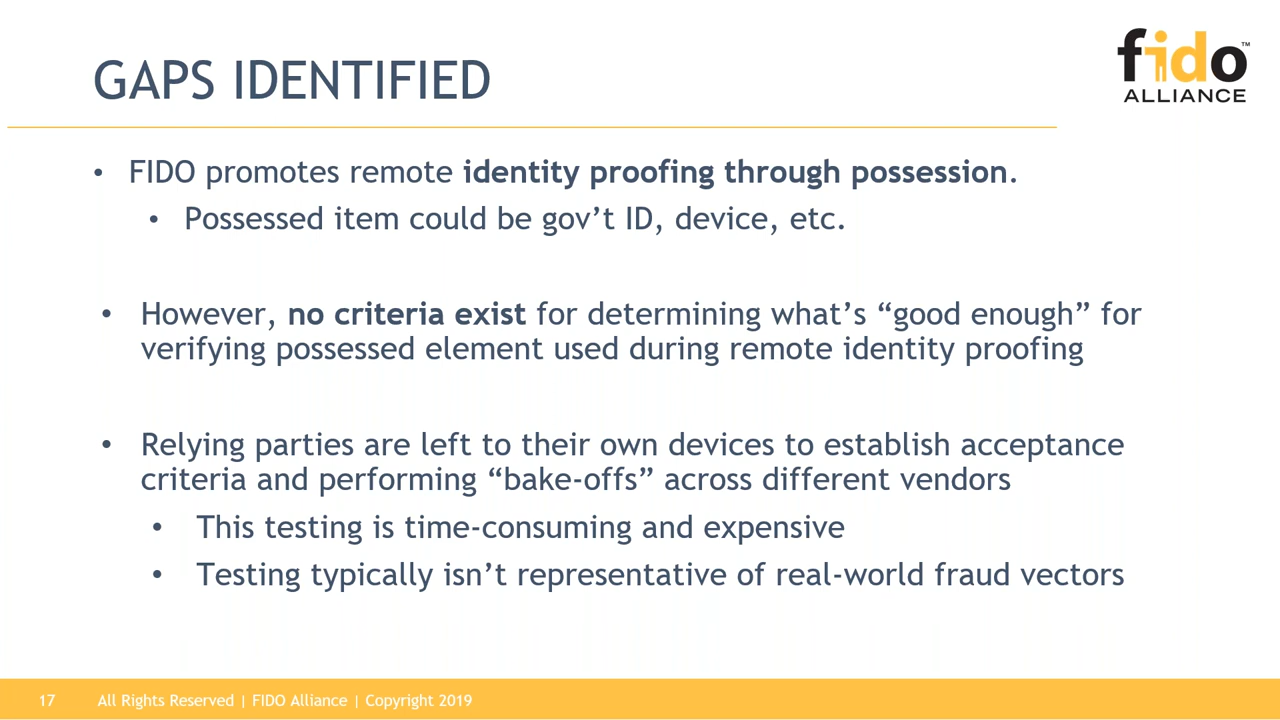 GAPS IDENTIFIED
fido™
ALLIANCE
• FIDO promotes remote identity proofing through possession.
• Possessed item could be gov’t ID, device, etc.
• However, no criteria exist for determining what’s “good enough” for
verifying possessed element used during remote identity proofing
• Relying parties are left to their own devices to establish acceptance
criteria and performing “bake-offs” across different vendors
• This testing is time-consuming and expensive
• Testing typically isn’t representative of real-world fraud vectors
17 All Rights Reserved | FIDO Alliance | Copyright 2019